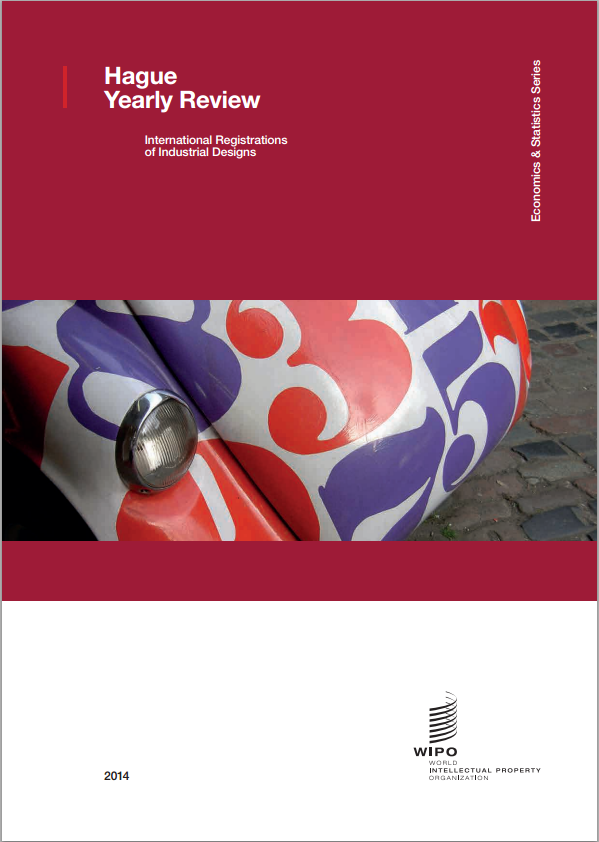 Hague
Yearly Review
International Registrations
of Industrial Designs
Economics & Statistics Series
2014
WIPO
WORLD
INTELLECTUAL PROPERTY
ORGANIZATION